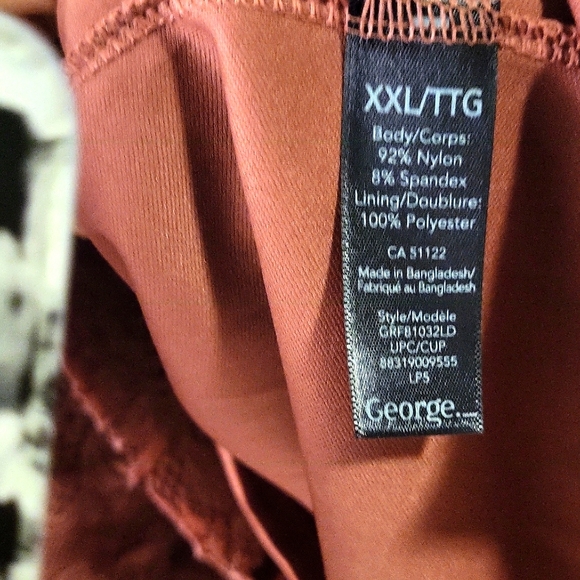 XXL/TTG
Body/Corps:
92% Nylon
8% Spandex
Lining/Doublure:
100% Polyester
CA 51122
Made in Bangladesh/
Fabriqué au Bangladesh
Style/Modèle
GRF81032LD
UPC/CUP
88319009555
LPS
George.